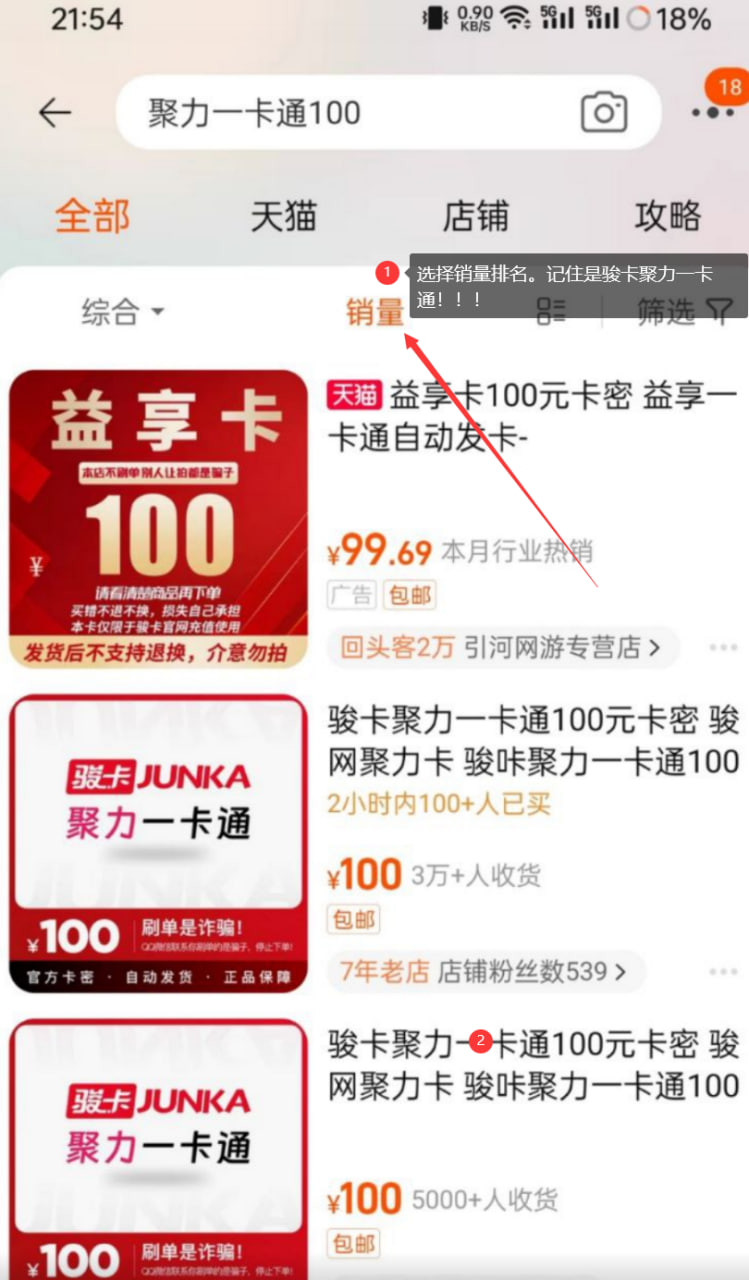 21:54
0.90
KB/S
5G
5G
18%
聚力一卡通100
18
全部
天猫
店铺
攻略
1
选择销量排名。记住是骏卡聚力一卡
通！！！
综合
销量
筛选
益享卡
本店不刷单别人让拍都是骗子
100
¥
请看清楚商品再下单
买错不退不换，损失自己承担
本卡仅限于骏卡官网充值使用
发货后不支持退换，介意勿拍
天猫 益享卡100元卡密 益享一
卡通自动发卡-
¥99.69 本月行业热销
广告 包邮
回头客2万 引河网游专营店
骏卡 JUNKA
聚力一卡通
¥100
刷单是诈骗！
QQ微信联系你刷单的是骗子，停止下单！
官方卡密 · 自动发货 · 正品保障
骏卡聚力一卡通100元卡密 骏
网聚力卡 骏咔聚力一卡通100
2小时内100+人已买
¥100 3万+人收货
包邮
7年老店 店铺粉丝数539
骏卡 JUNKA
聚力一卡通
¥100
刷单是诈骗！
QQ微信联系你刷单的是骗子，停止下单！
骏卡聚力一卡通100元卡密 骏
2
网聚力卡 骏咔聚力一卡通100
¥100 5000+人收货
包邮